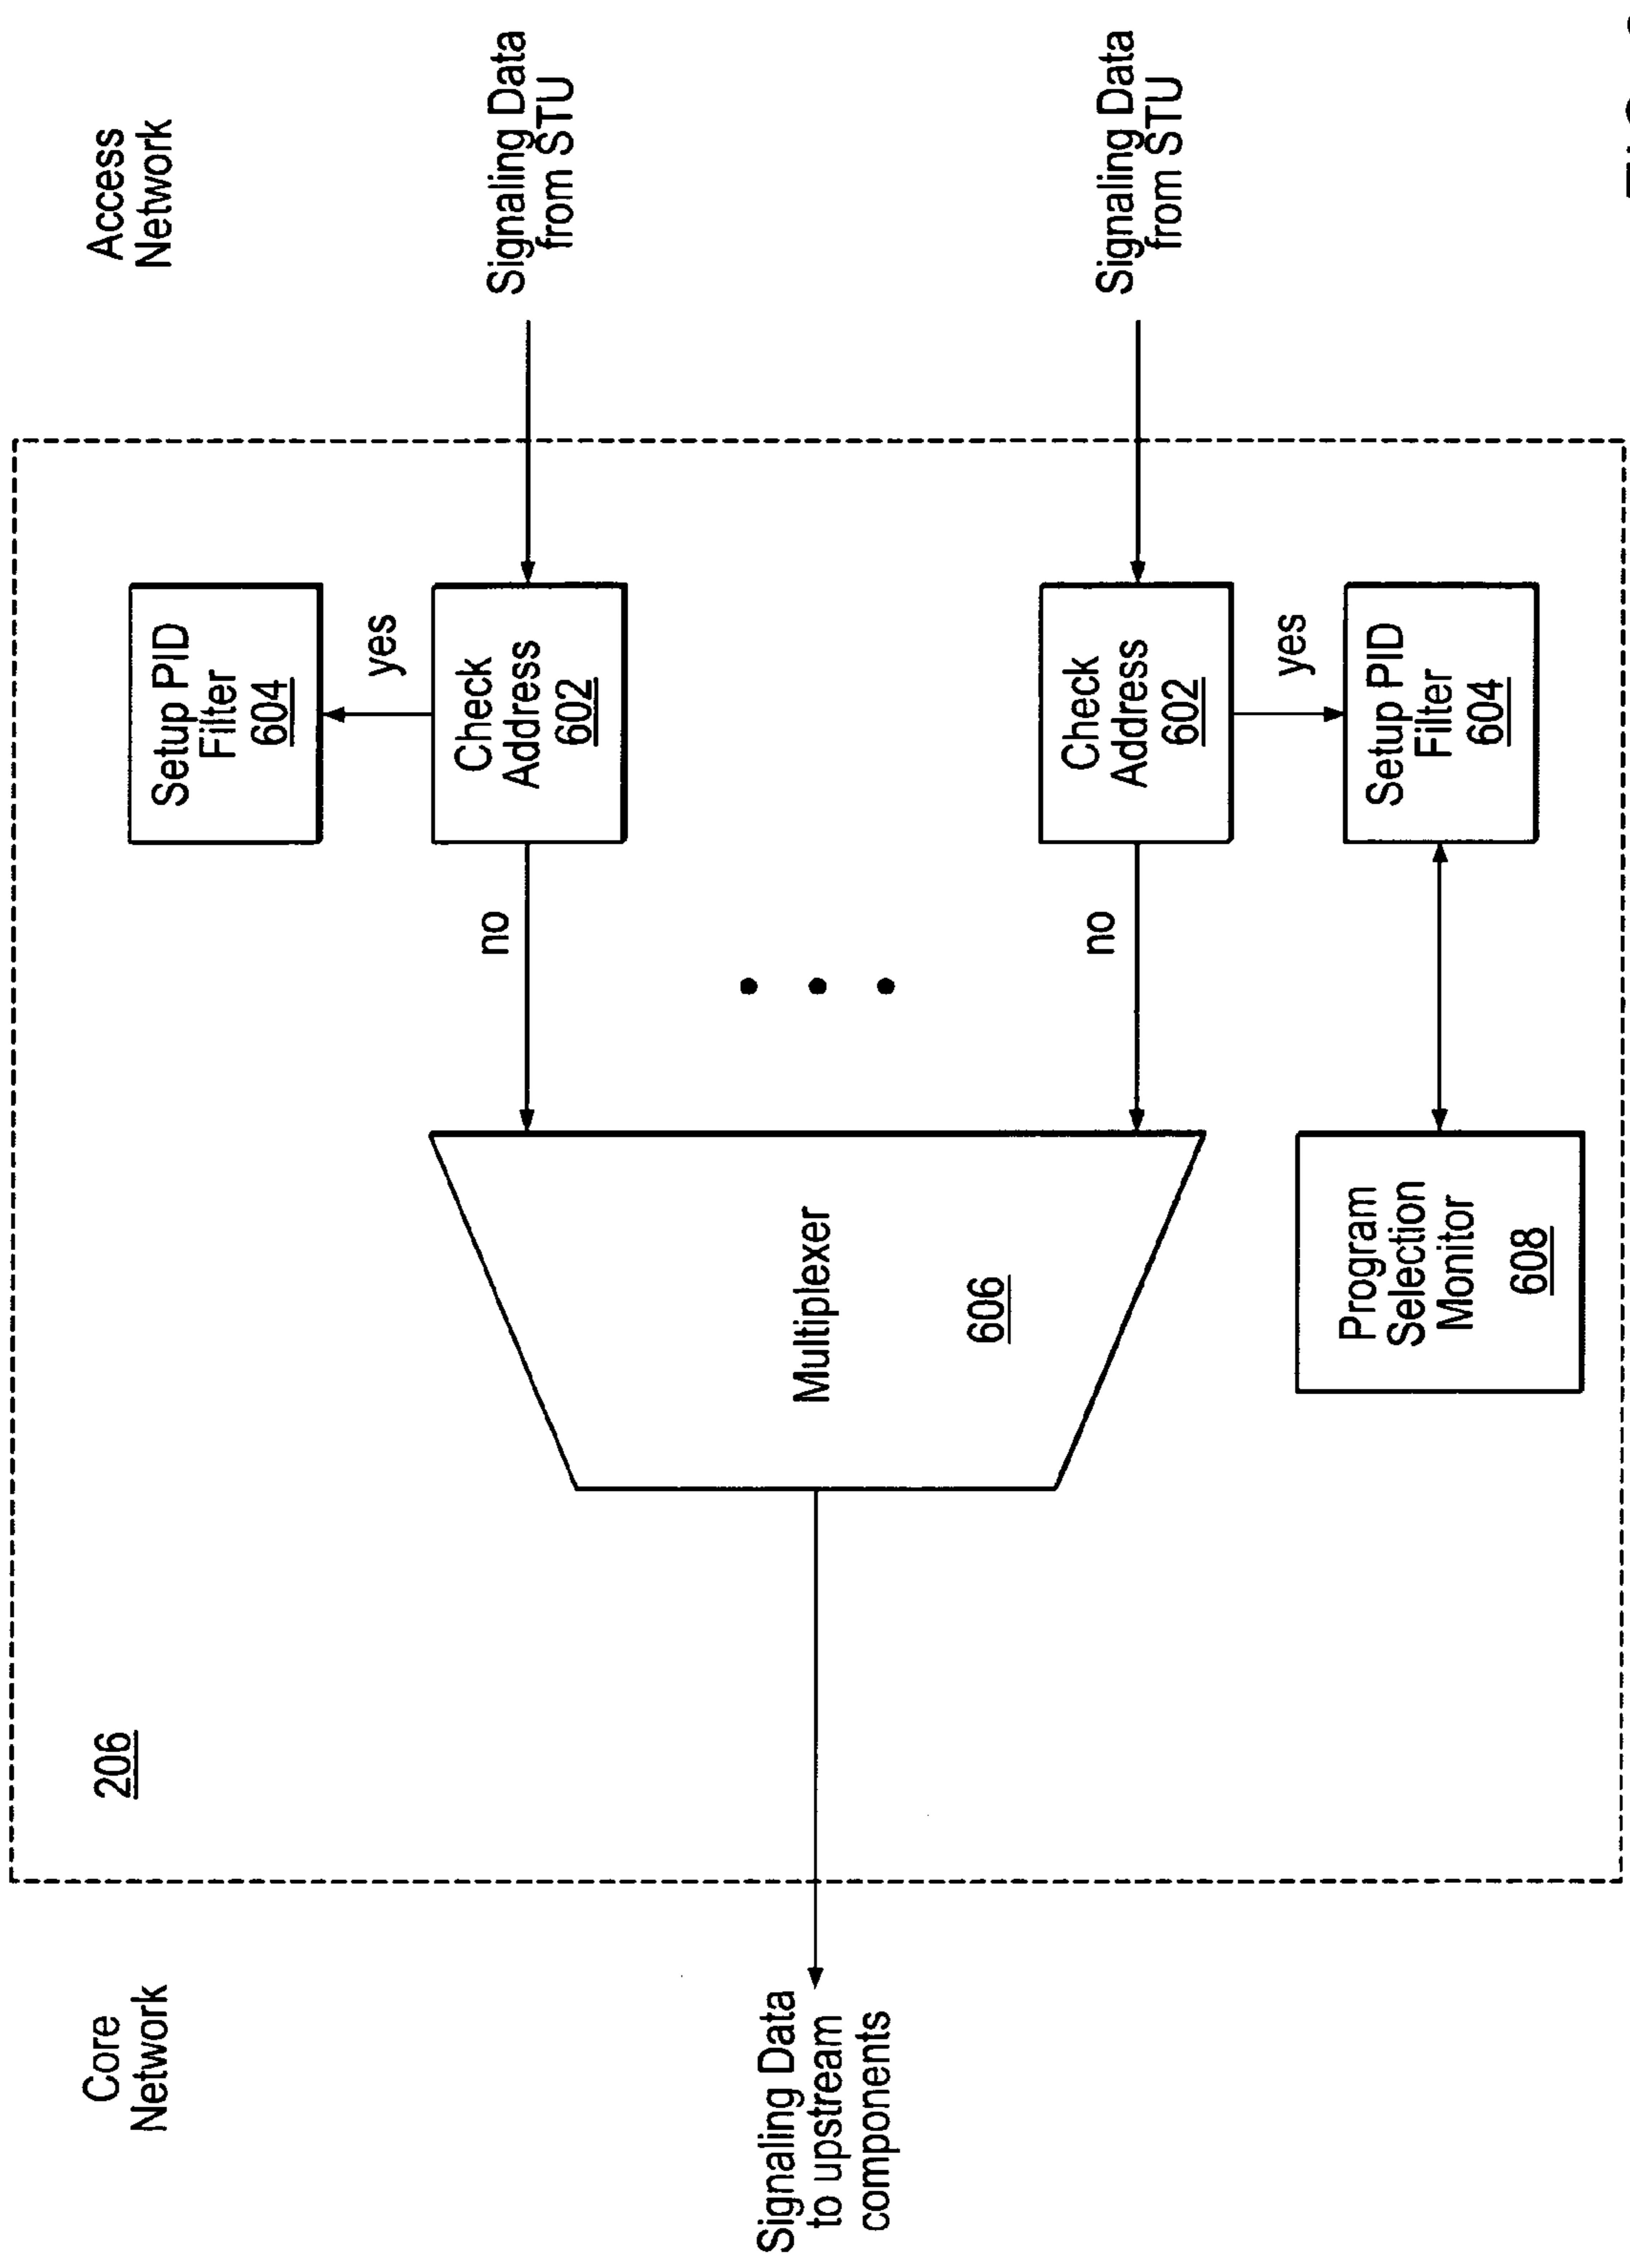 Core
Network
206
Access
Network
Setup PID
Filter
604
yes
Check
Address
602
no
Signaling Data
from STU
Multiplexer
606
Signaling Data
to upstream
components
no
Check
Address
602
Signaling Data
from STU
yes
Setup PID
Filter
604
Program
Selection
Monitor
608